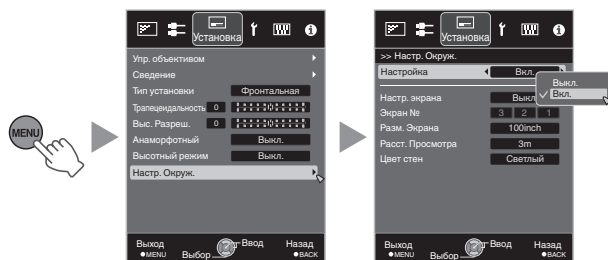 MENU
Установка
Упр. объективом
Сведение
Тип установки Фронтальная
Трапецеидальность 0
Выс. Разреш. 0
Анаморфотный Выкл.
Высотный режим Выкл.
Настр. Окруж.
Выход Ввод Назад
MENU Выбор BACK
Установка
>> Настр. Окруж.
Настройка Вкл.
Выкл.
Вкл.
Настр. экрана Выкл
Экран № 3 2 1
Разм. Экрана 100inch
Расст. Просмотра 3m
Цвет стен Светлый
Выход Ввод Назад
MENU Выбор BACK